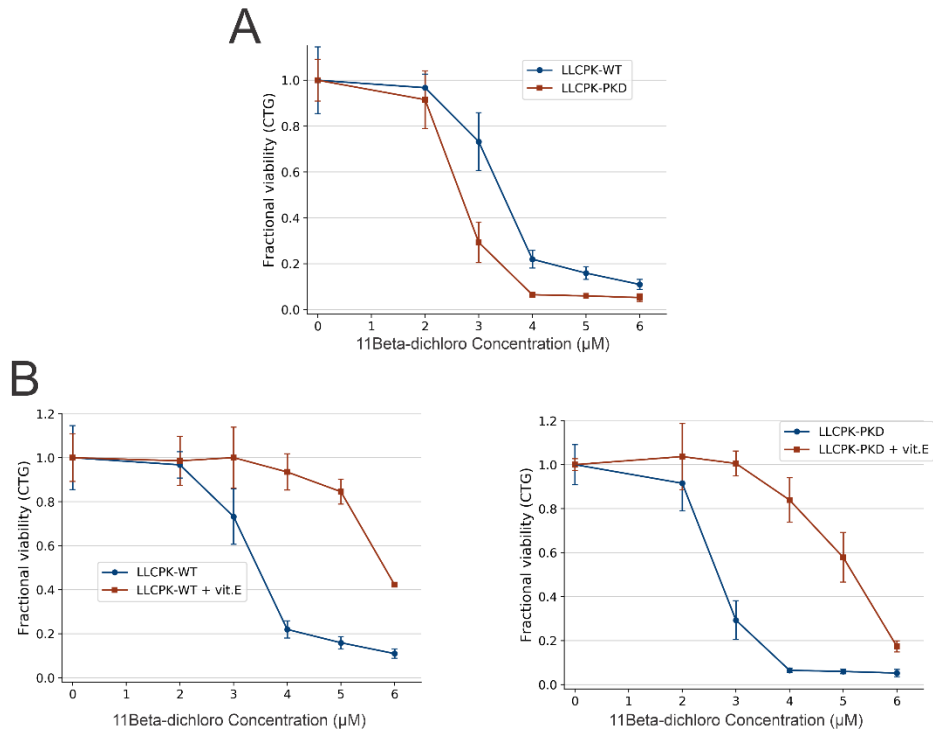 A
LLCPK-WT
LLCPK-PKD
Fractional viability (CTG)
1.0
0.8
0.6
0.4
0.2
0.0
0 1 2 3 4 5 6
11Beta-dichloro Concentration (µM)
B
1.2
1.0
0.8
0.6
0.4
0.2
0.0
Fractional viability (CTG)
LLCPK-WT
LLCPK-WT + vit.E
0 1 2 3 4 5 6
11Beta-dichloro Concentration (µM)
LLCPK-PKD
LLCPK-PKD + vit.E
1.2
1.0
0.8
0.6
0.4
0.2
0.0
Fractional viability (CTG)
0 1 2 3 4 5 6
11Beta-dichloro Concentration (µM)